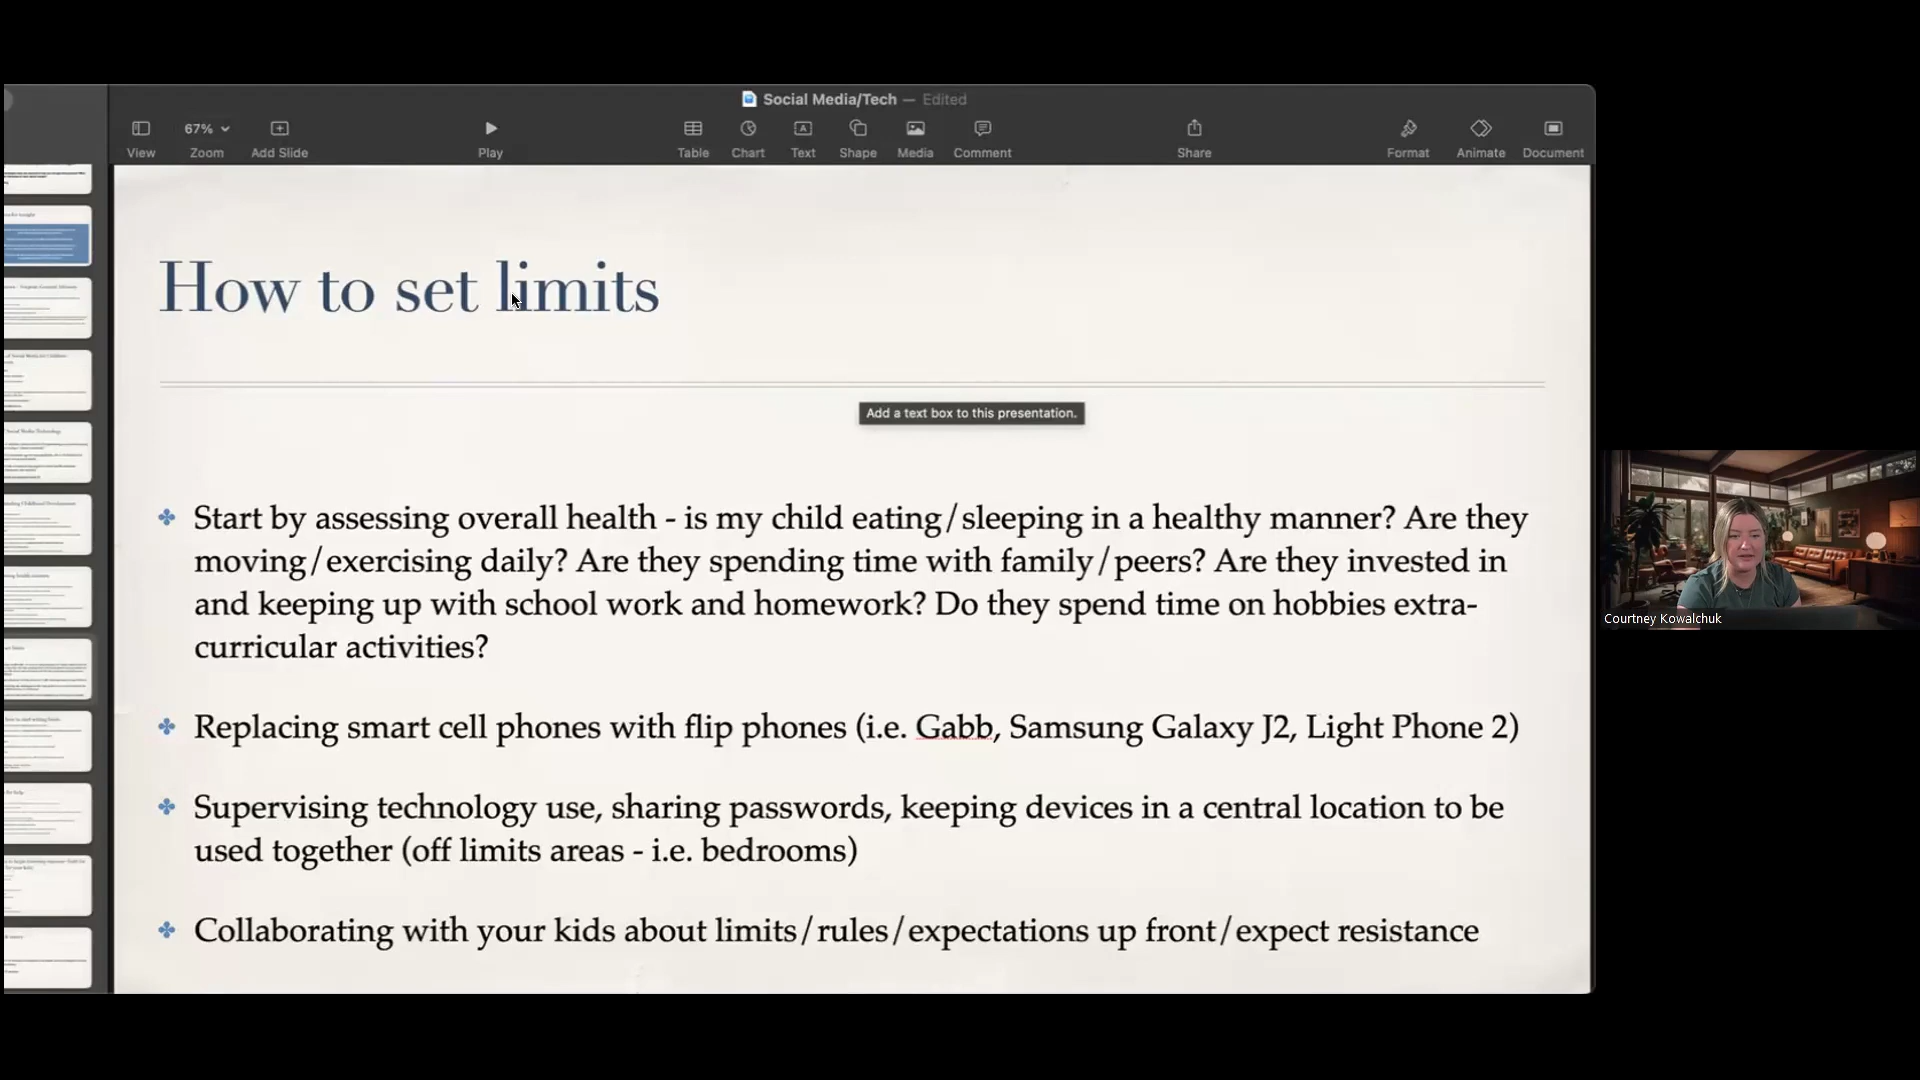 Social Media/Tech — Edited
67%
View
Zoom
Add Slide
Play
Table
Chart
Text
Shape
Media
Comment
Share
Format
Animate
Document
How to set limits
Add a text box to this presentation.
Start by assessing overall health - is my child eating/sleeping in a healthy manner? Are they
moving/exercising daily? Are they spending time with family/peers? Are they invested in
and keeping up with school work and homework? Do they spend time on hobbies extra-
curricular activities?
Replacing smart cell phones with flip phones (i.e. Gabb, Samsung Galaxy J2, Light Phone 2)
Supervising technology use, sharing passwords, keeping devices in a central location to be
used together (off limits areas - i.e. bedrooms)
Collaborating with your kids about limits/rules/expectations up front/expect resistance
Courtney Kowalchuk